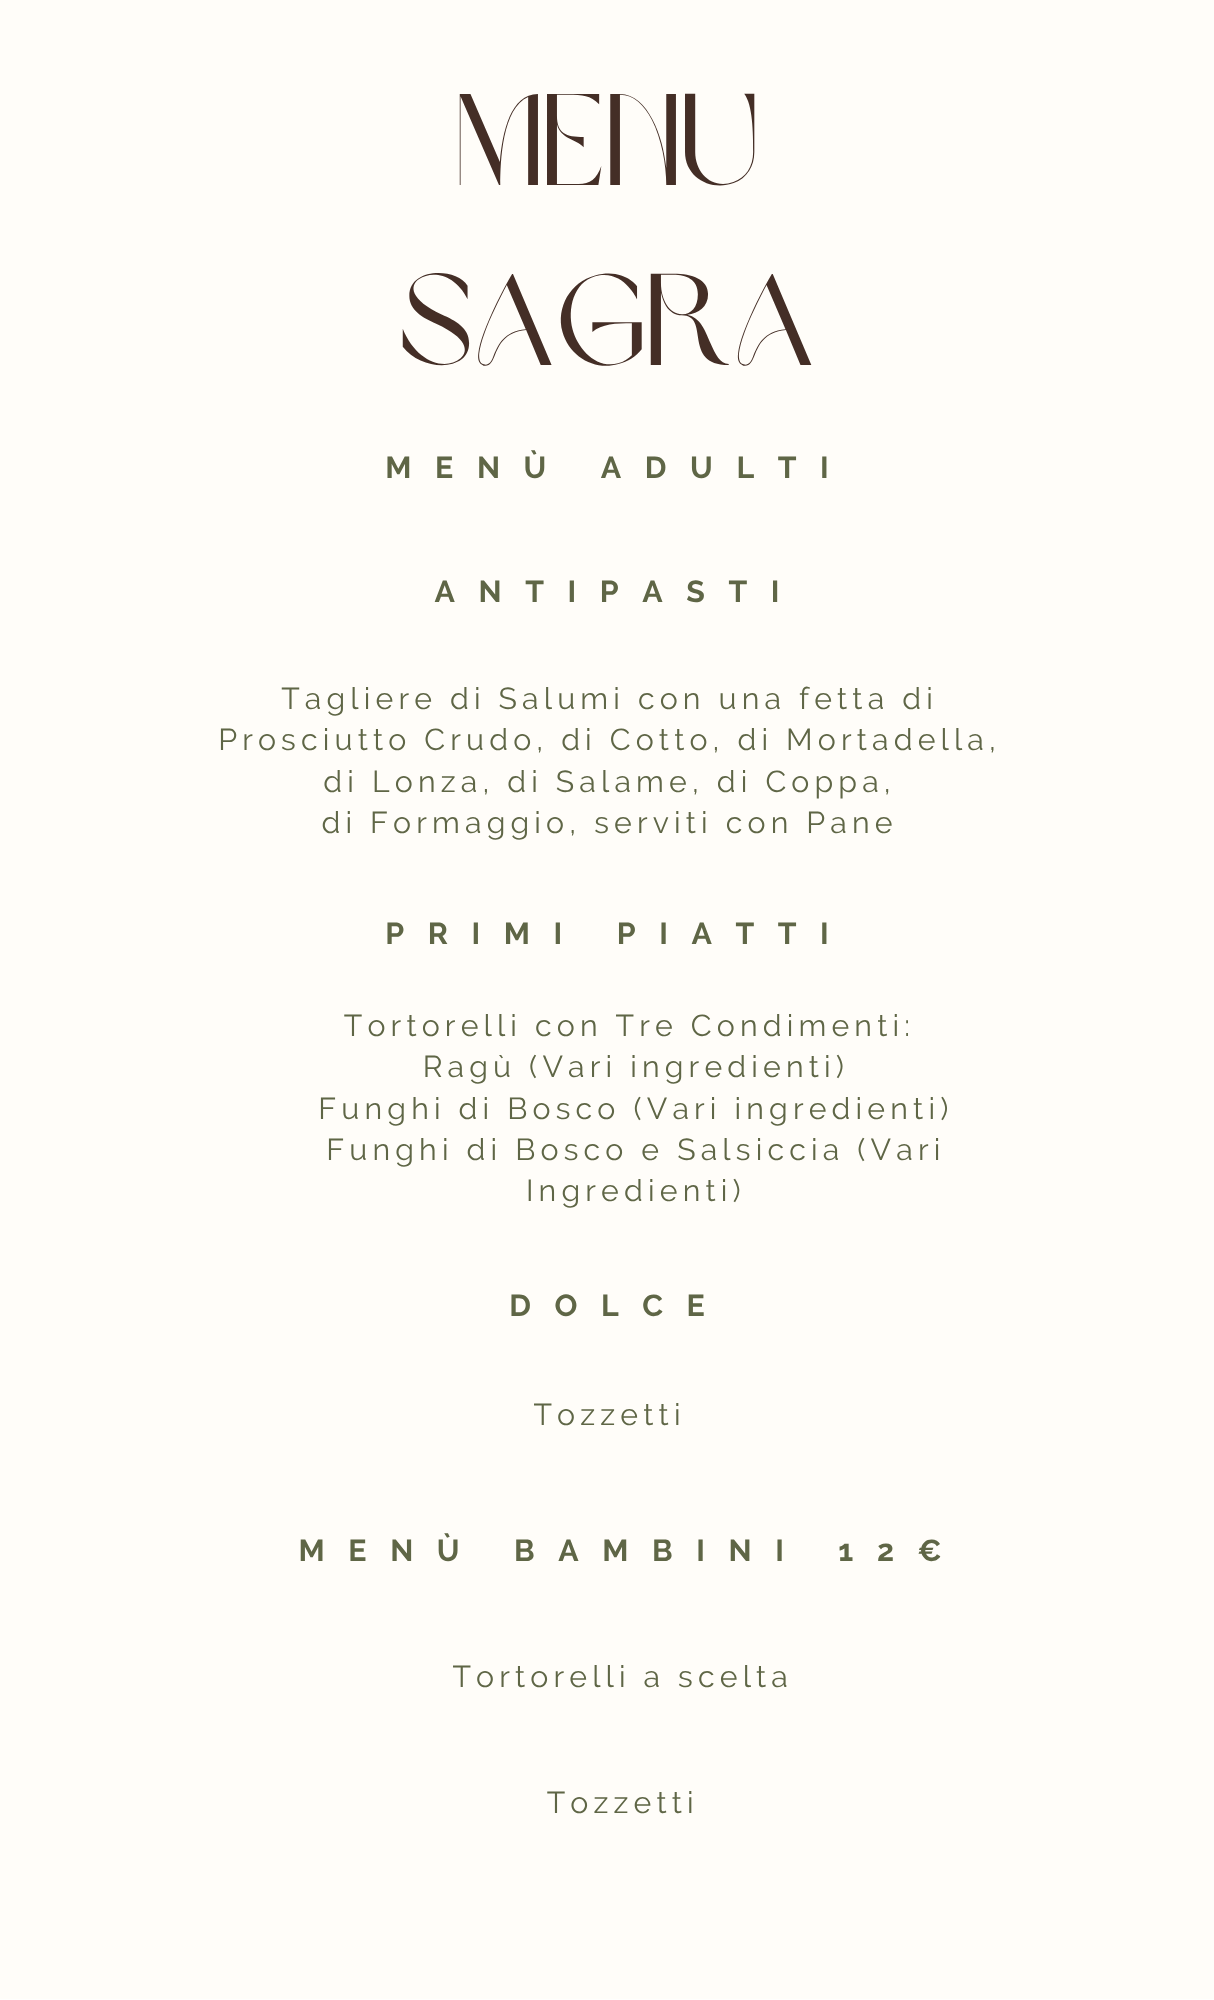 MENU
SAGRA
MENÙ ADULTI
ANTIPASTI
Tagliere di Salumi con una fetta di
Prosciutto Crudo, di Cotto, di Mortadella,
di Lonza, di Salame, di Coppa,
di Formaggio, serviti con Pane
PRIMI PIATTI
Tortorelli con Tre Condimenti:
Ragù (Vari ingredienti)
Funghi di Bosco (Vari ingredienti)
Funghi di Bosco e Salsiccia (Vari
Ingredienti)
DOLCE
Tozzetti
MENÙ BAMBINI 12€
Tortorelli a scelta
Tozzetti